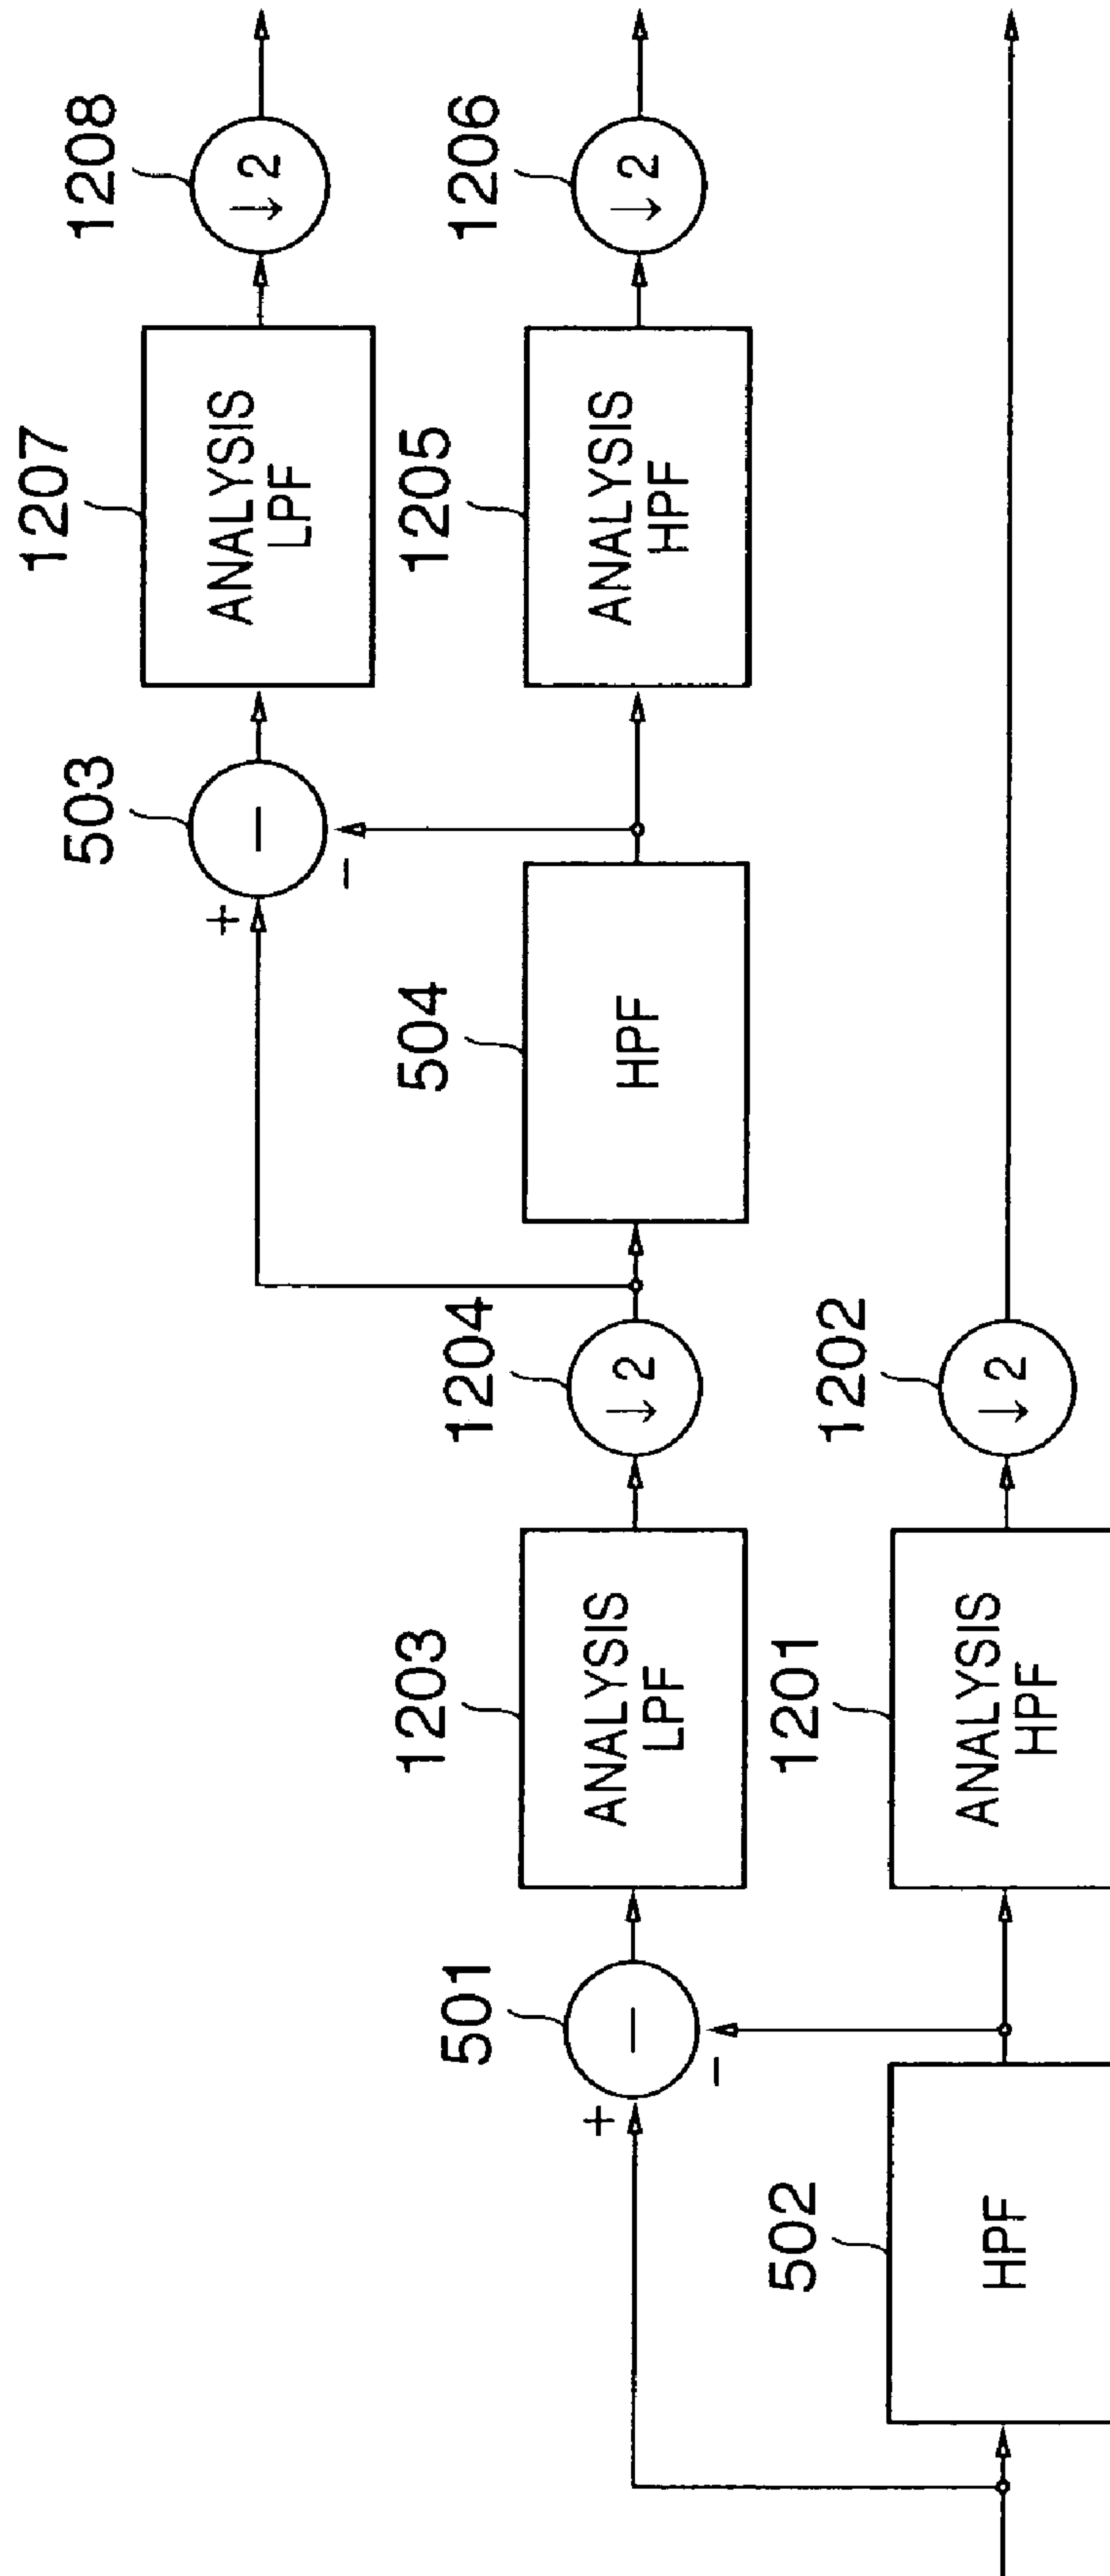 1208
↓ 2
1207
ANALYSIS
LPF
503
−
+
−
1206
↓ 2
1205
ANALYSIS
HPF
504
HPF
1204
↓ 2
1203
ANALYSIS
LPF
501
−
+
−
1202
↓ 2
1201
ANALYSIS
HPF
502
HPF